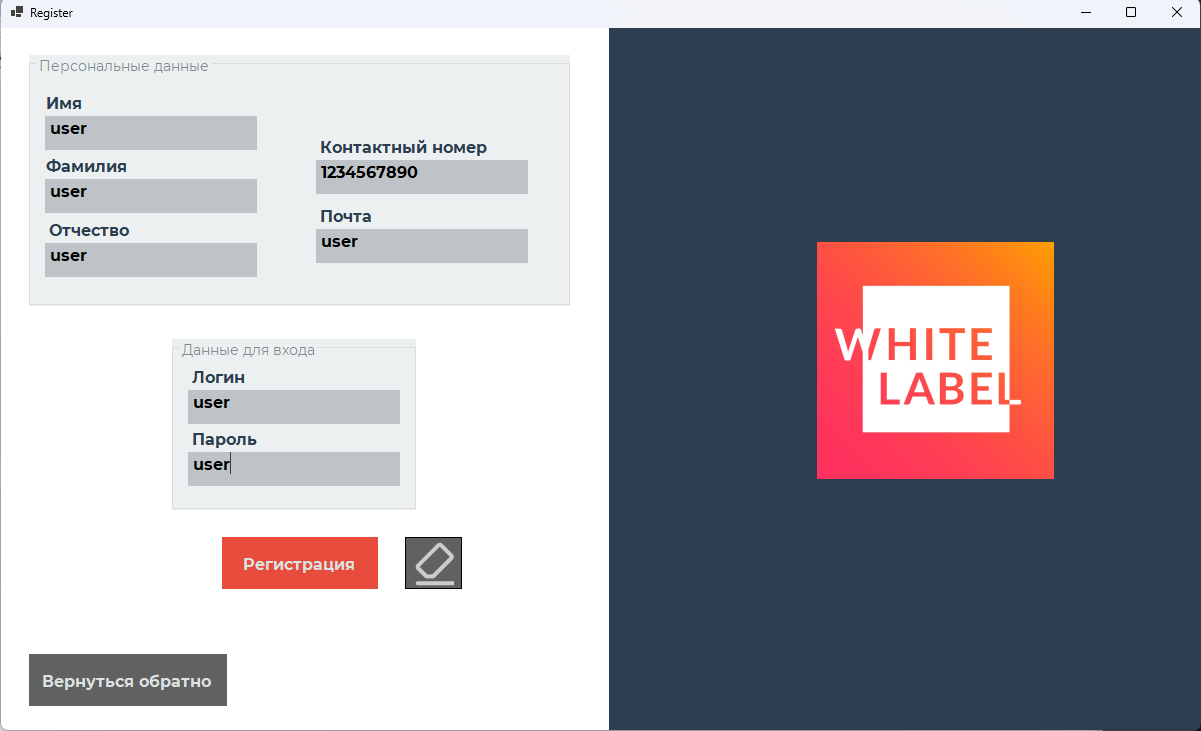 Register
Персональные данные
Имя
user
Фамилия
user
Отчество
user
Контактный номер
1234567890
Почта
user
Данные для входа
Логин
user
Пароль
user
Регистрация
Вернуться обратно
WHITE
LABEL